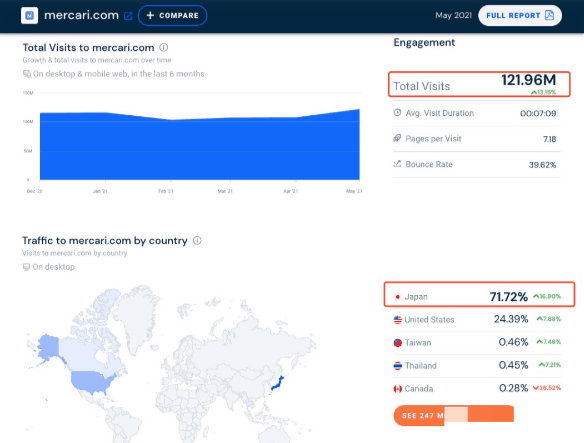 mercari.com
+ COMPARE
May 2021
FULL REPORT
Total Visits to mercari.com
Growth & total visits to mercari.com over time
On desktop & mobile web, in the last 6 months
150M
100M
50M
0
Dec '20 Jan '21 Feb '21 Mar '21 Apr '21 May '21
Engagement
Total Visits 121.96M
13.15%
Avg. Visit Duration 00:07:09
Pages per Visit 7.18
Bounce Rate 39.62%
Traffic to mercari.com by country
Visits to mercari.com by country
On desktop
Japan 71.72% 16.90%
United States 24.39% 7.88%
Taiwan 0.46% 7.46%
Thailand 0.45% 7.21%
Canada 0.28% 26.52%
SEE 247 M